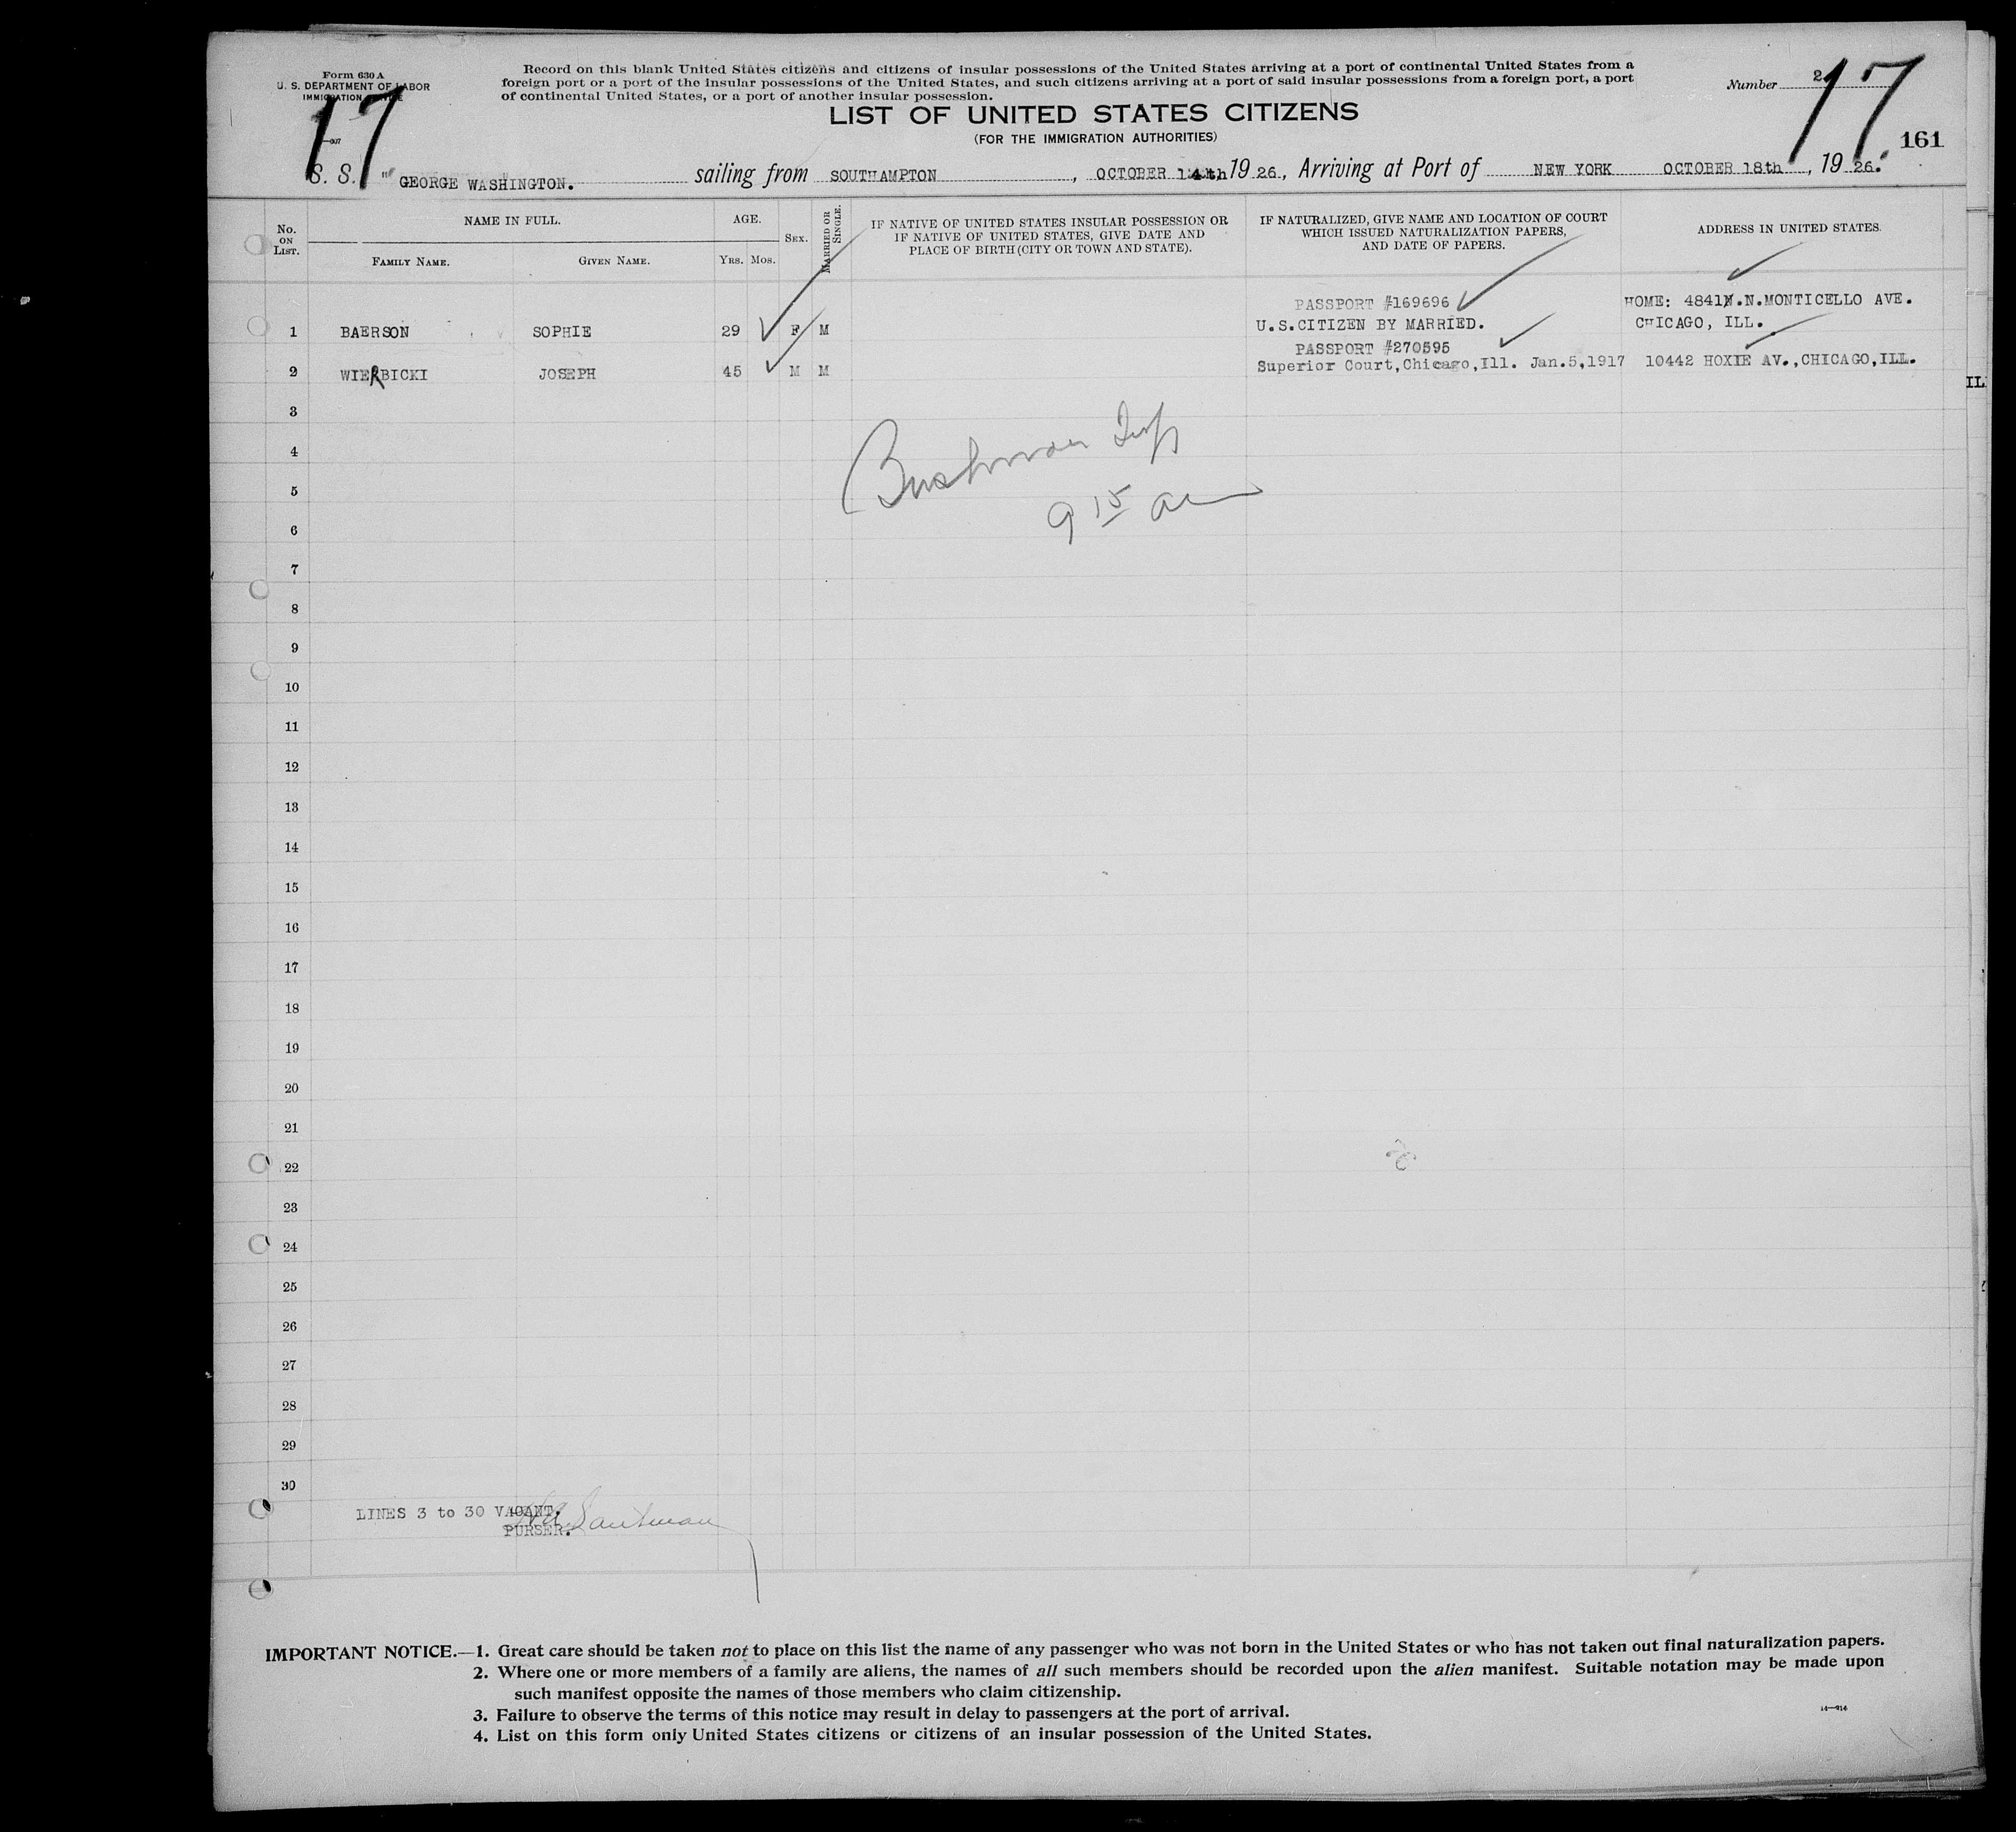 Form 630 A
U. S. DEPARTMENT OF LABOR
IMMIGRATION SERVICE
Record on this blank United States citizens and citizens of insular possessions of the United States arriving at a port of continental United States from a
foreign port or a port of the insular possessions of the United States, and such citizens arriving at a port of said insular possessions from a foreign port, a port
of continental United States, or a port of another insular possession.
Number 2
17
17
161
LIST OF UNITED STATES CITIZENS
(FOR THE IMMIGRATION AUTHORITIES)
S. S. "GEORGE WASHINGTON. sailing from SOUTHAMPTON, OCTOBER 14th 1926, Arriving at Port of NEW YORK OCTOBER 18th, 1926.
No. ON LIST.
NAME IN FULL.
FAMILY NAME. GIVEN NAME.
AGE.
YRS. MOS.
SEX.
MARRIED OR SINGLE.
IF NATIVE OF UNITED STATES INSULAR POSSESSION OR
IF NATIVE OF UNITED STATES, GIVE DATE AND
PLACE OF BIRTH (CITY OR TOWN AND STATE).
IF NATURALIZED, GIVE NAME AND LOCATION OF COURT
WHICH ISSUED NATURALIZATION PAPERS,
AND DATE OF PAPERS.
ADDRESS IN UNITED STATES.
PASSPORT #169696 HOME: 4841N.N.MONTICELLO AVE.
1 BAERSON SOPHIE 29 F M U.S.CITIZEN BY MARRIED. CHICAGO, ILL.
PASSPORT #270595
2 WIERBICKI JOSEPH 45 M M Superior Court,Chicago,Ill. Jan.5,1917 10442 HOXIE AV.,CHICAGO,ILL.
IL
3
4
Bushman Insp
5
9 15 am
6
7
8
9
10
11
12
13
14
15
16
17
18
19
20
21
22
23
24
25
26
27
28
29
30
LINES 3 to 30 VACANT.
PURSER.
IMPORTANT NOTICE.—1. Great care should be taken not to place on this list the name of any passenger who was not born in the United States or who has not taken out final naturalization papers.
2. Where one or more members of a family are aliens, the names of all such members should be recorded upon the alien manifest. Suitable notation may be made upon
such manifest opposite the names of those members who claim citizenship.
3. Failure to observe the terms of this notice may result in delay to passengers at the port of arrival.
4. List on this form only United States citizens or citizens of an insular possession of the United States.
14—914